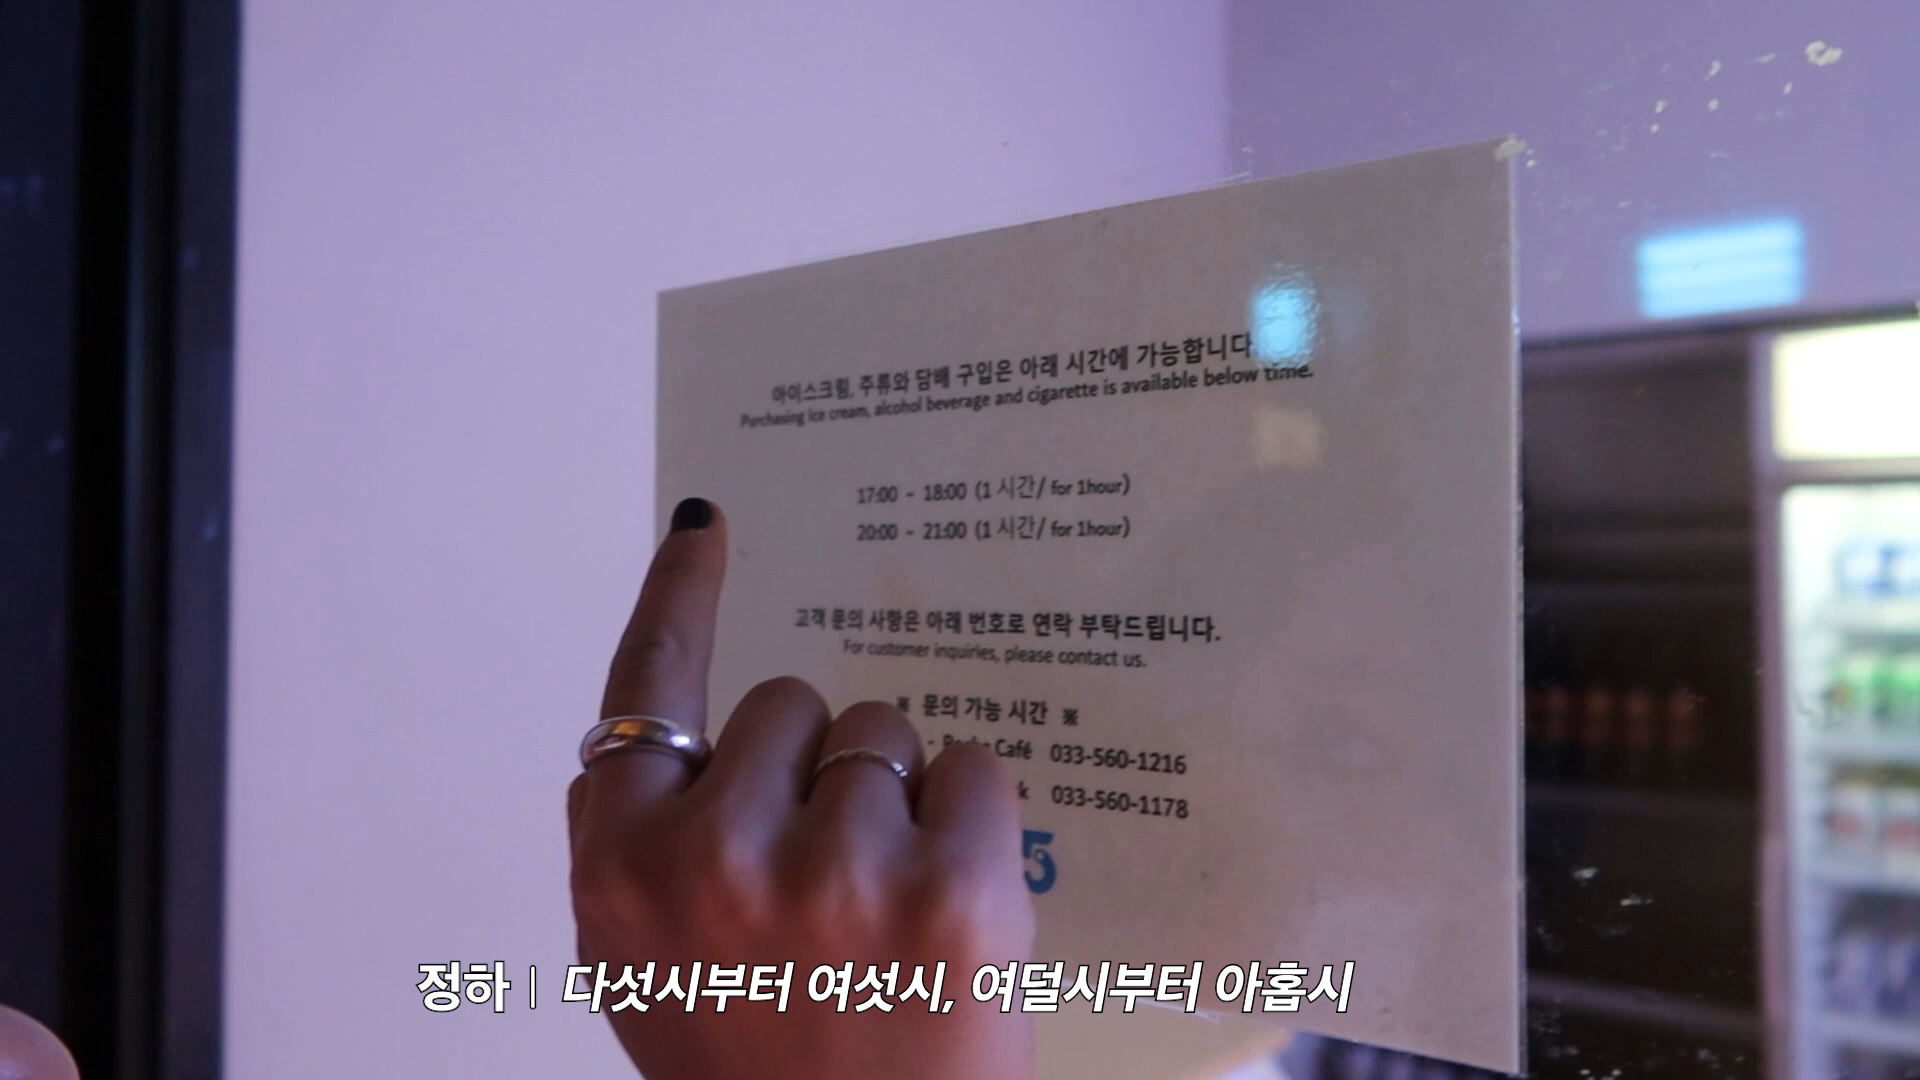 아이스크림, 주류와 담배 구입은 아래 시간에 가능합니다
Purchasing Ice cream, alcohol beverage and cigarette is available below time.
17:00 - 18:00 (1 시간/ for 1hour)
20:00 - 21:00 (1 시간/ for 1hour)
고객 문의 사항은 아래 번호로 연락 부탁드립니다.
For customer inquiries, please contact us.
※ 문의 가능 시간 ※
- Café 033-560-1216
033-560-1178
5
정하 | 다섯시부터 여섯시, 여덜시부터 아홉시